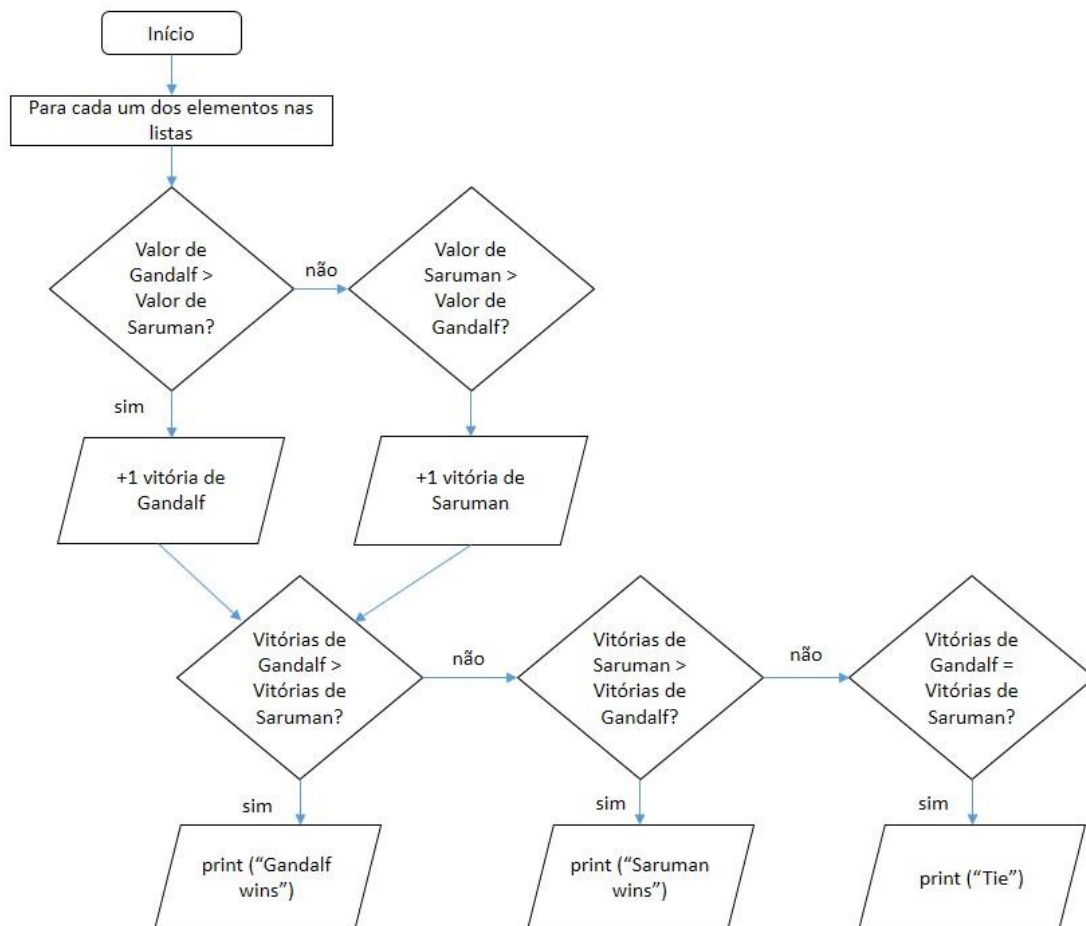 Início
Para cada um dos elementos nas
listas
Valor de
Gandalf >
Valor de
Saruman?
não
Valor de
Saruman >
Valor de
Gandalf?
sim
+1 vitória de
Gandalf
+1 vitória de
Saruman
Vitórias de
Gandalf >
Vitórias de
Saruman?
não
Vitórias de
Saruman >
Vitórias de
Gandalf?
não
Vitórias de
Gandalf =
Vitórias de
Saruman?
sim
sim
sim
print (“Gandalf
wins”)
print (“Saruman
wins”)
print (“Tie”)